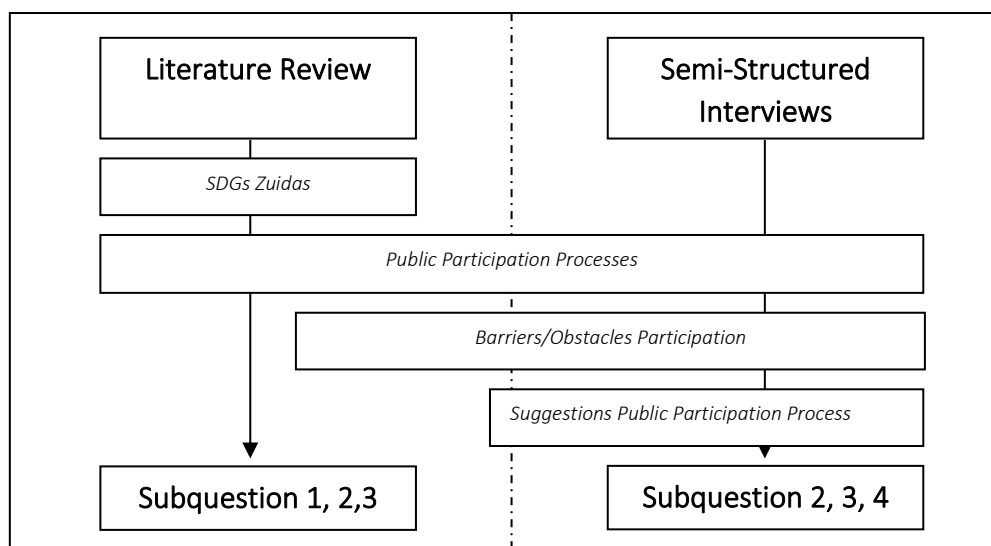 Literature Review
Semi-Structured
Interviews
SDGs Zuidas
Public Participation Processes
Barriers/Obstacles Participation
Suggestions Public Participation Process
Subquestion 1, 2,3
Subquestion 2, 3, 4